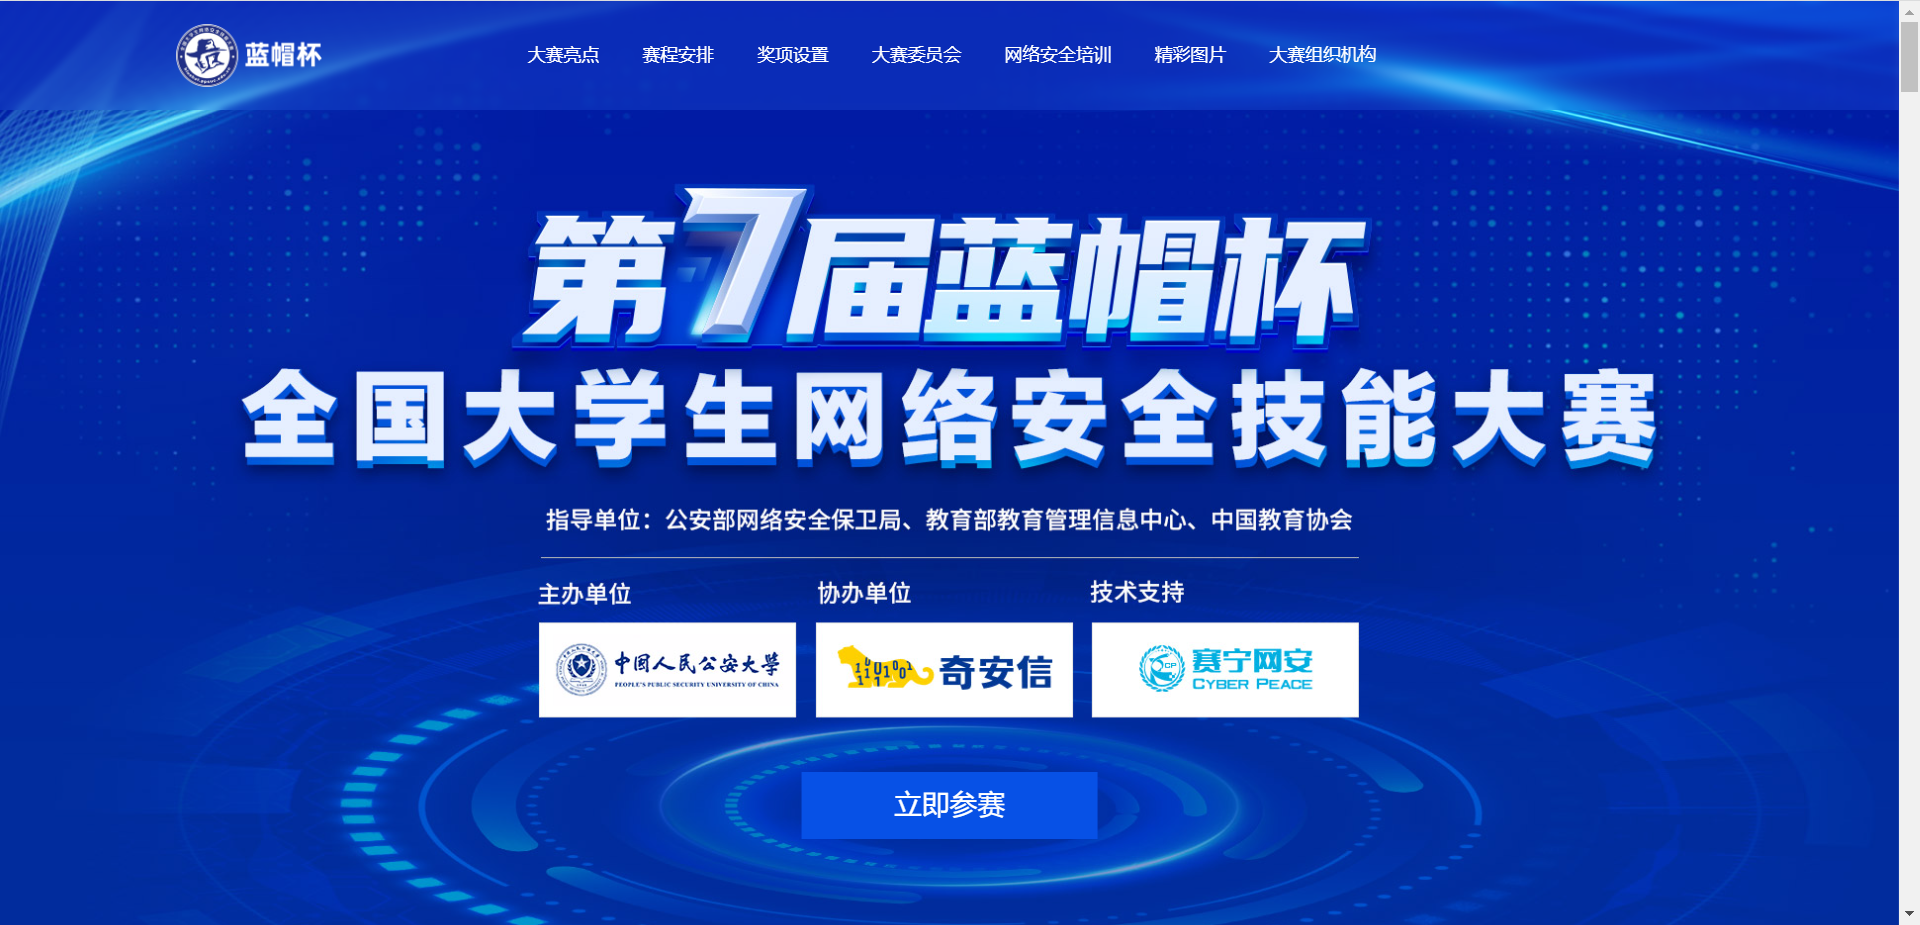 蓝帽杯
大赛亮点 赛程安排 奖项设置 大赛委员会 网络安全培训 精彩图片 大赛组织机构
第7届蓝帽杯
全国大学生网络安全技能大赛
指导单位：公安部网络安全保卫局、教育部教育管理信息中心、中国教育协会
主办单位 协办单位 技术支持
中国人民公安大学
PEOPLE'S PUBLIC SECURITY UNIVERSITY OF CHINA
奇安信
赛宁网安
CYBER PEACE
立即参赛